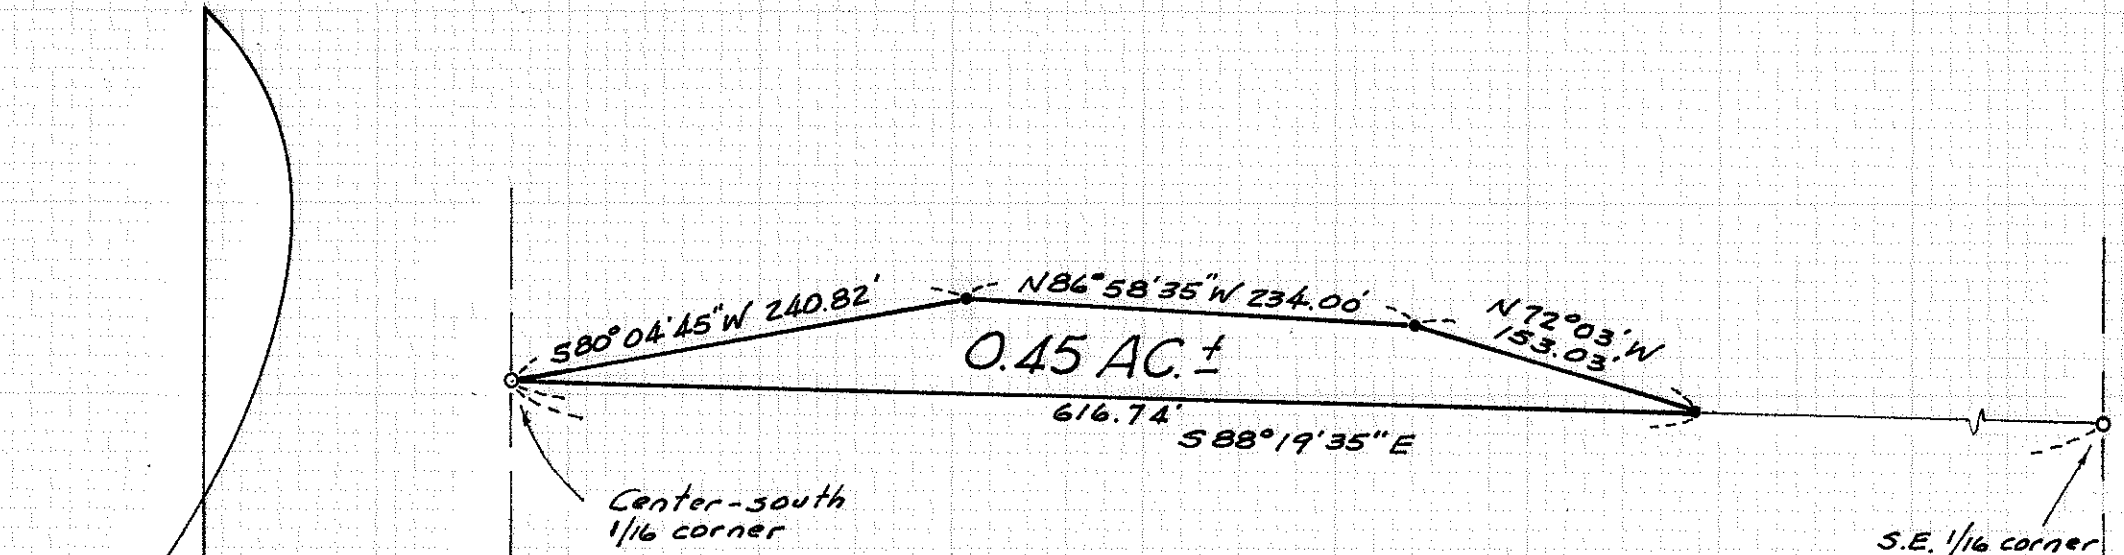 S80°04'45"W 240.82'
N86°58'35"W 234.00'
N72°03'W
153.03'
0.45 AC.±
616.74'
S88°19'35"E
Center-south
1/16 corner
S.E. 1/16 corner